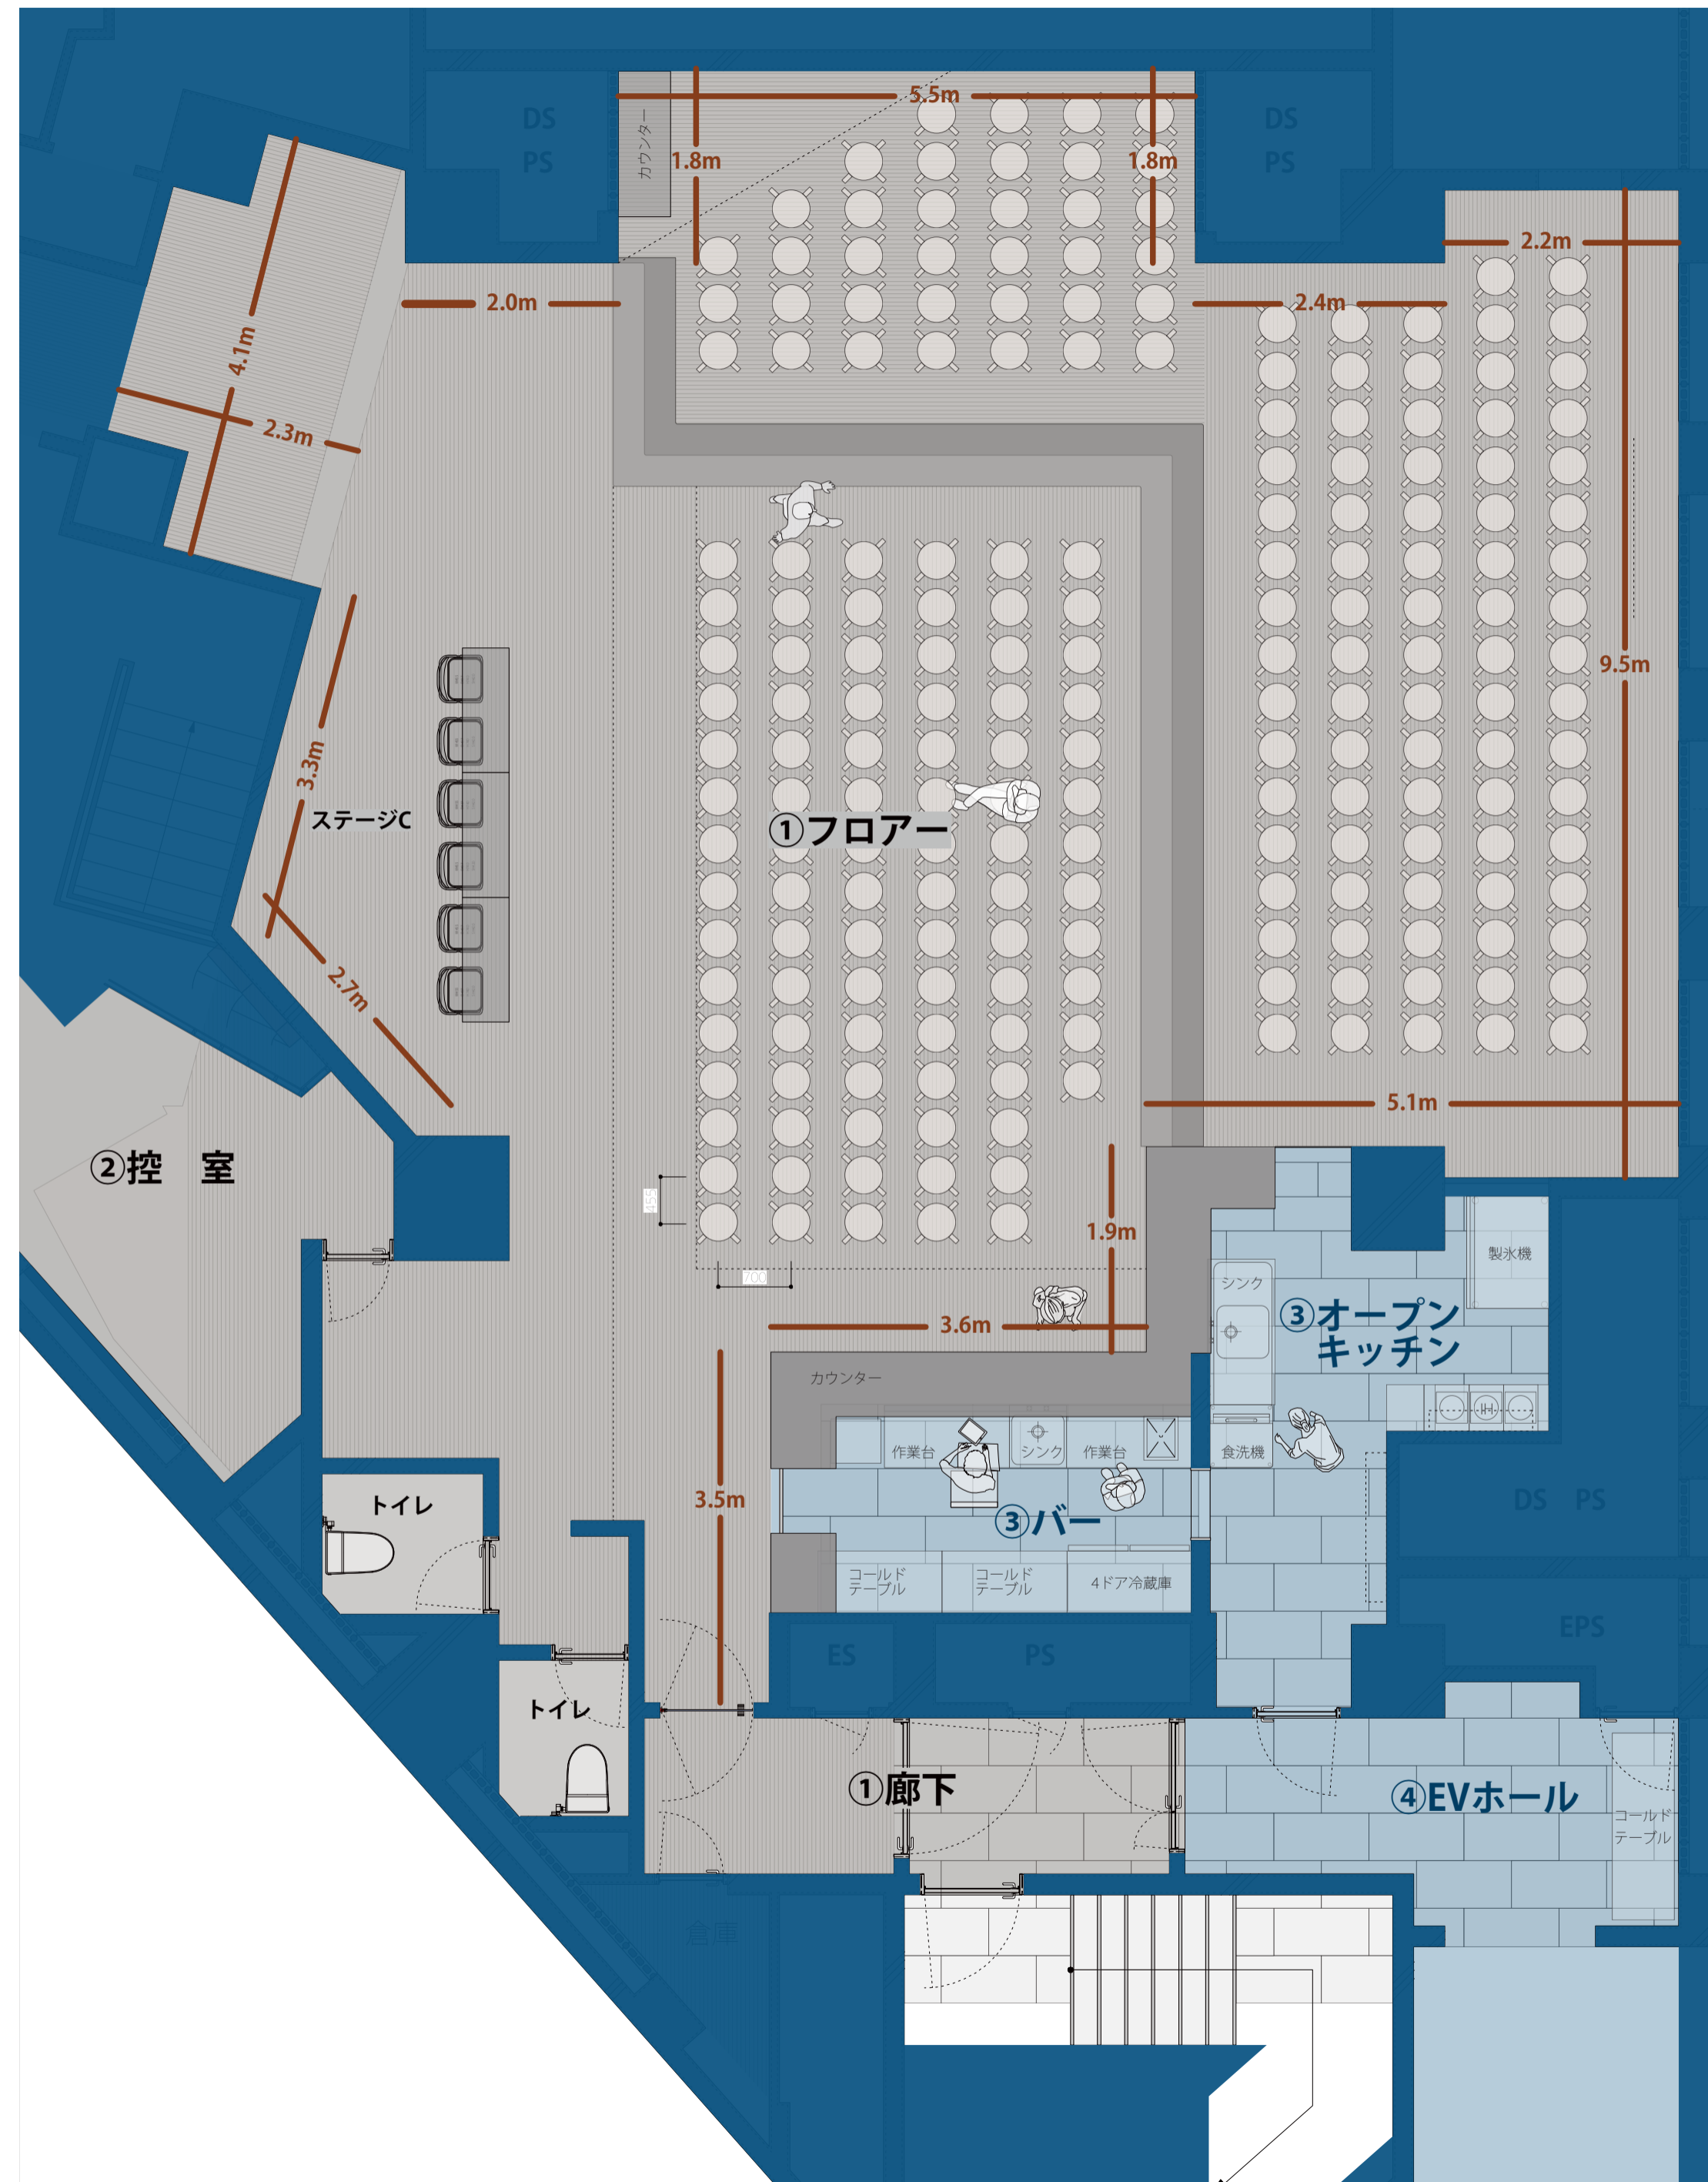 DS
PS
カウンター
5.5m
1.8m
1.8m
DS
PS
2.2m
2.0m
2.4m
4.1m
2.3m
9.5m
3.3m
ステージC
①フロアー
2.7m
5.1m
②控　室
455
1.9m
700
3.6m
シンク
製氷機
③オープン
キッチン
カウンター
IH
作業台
シンク
作業台
食洗機
3.5m
トイレ
③バー
DS PS
コールド
テーブル
コールド
テーブル
4ドア冷蔵庫
ES
PS
EPS
トイレ
①廊下
④EVホール
コールド
テーブル
倉庫